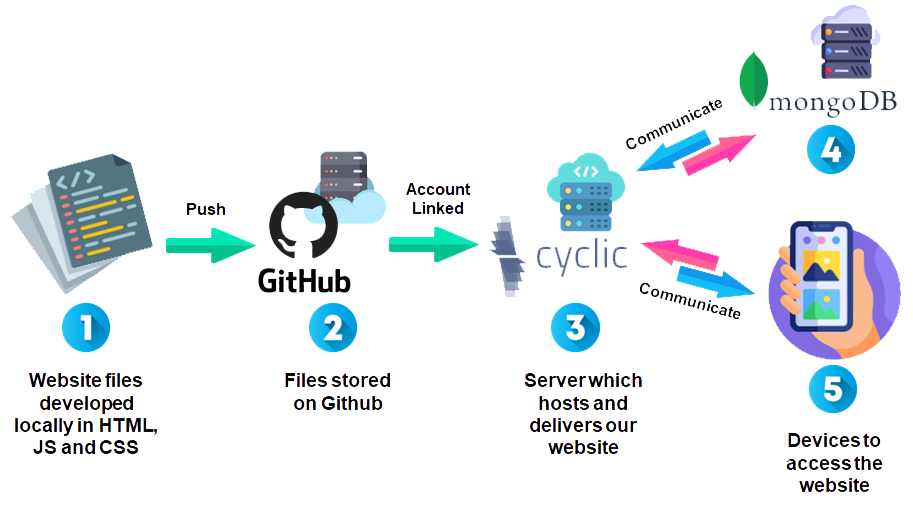 Push
GitHub
1
Website files
developed
locally in HTML,
JS and CSS
2
Files stored
on Github
Account
Linked
</>
cyclic
3
Server which
hosts and
delivers our
website
Communicate
mongoDB
4
Communicate
5
Devices to
access the
website